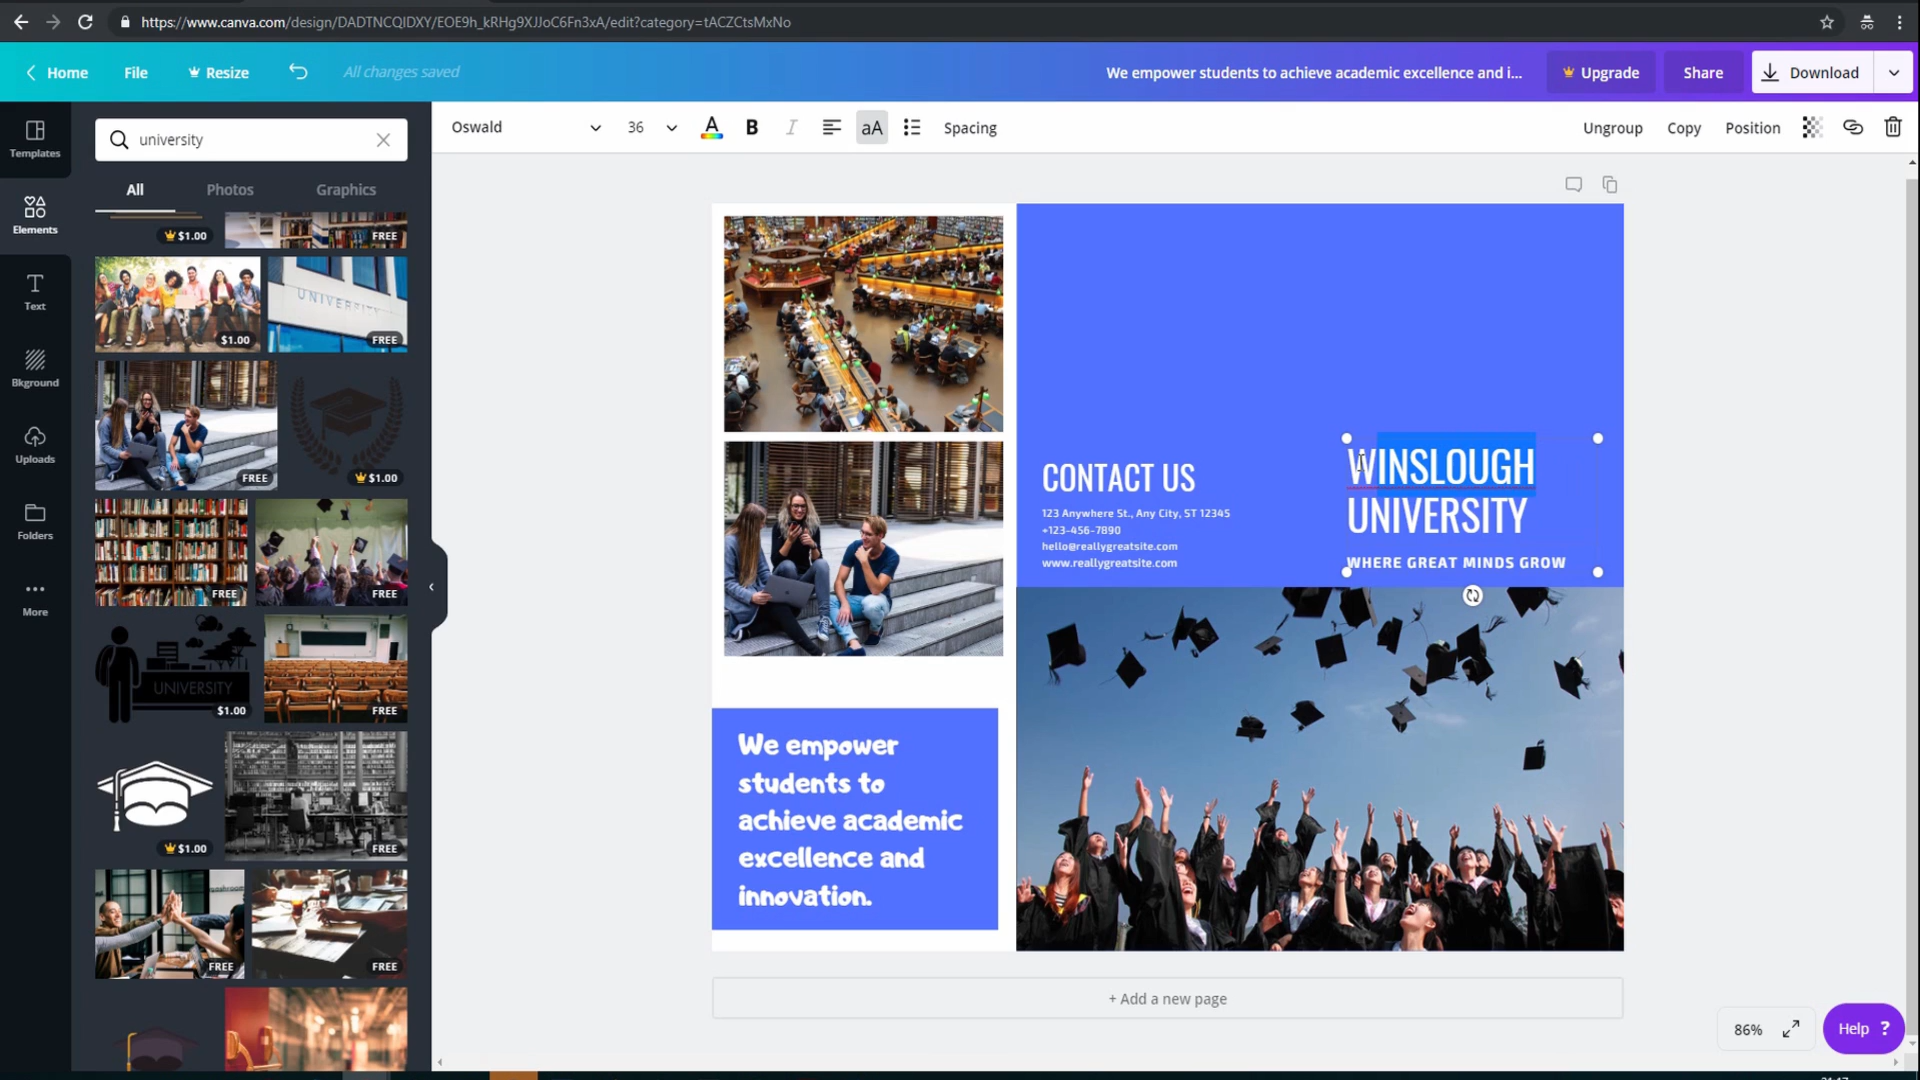 https://www.canva.com/design/DADTNCQIDXY/EOE9h_kRHg9XJJoC6Fn3xA/edit?category=tACZCtsMxNo
Home
File
Resize
All changes saved
We empower students to achieve academic excellence and i...
Upgrade
Share
Download
Templates
Elements
Text
Bkground
Uploads
Folders
More
university
All
Photos
Graphics
$1.00
FREE
$1.00
UNIVERSITY
FREE
FREE
$1.00
FREE
FREE
UNIVERSITY
$1.00
FREE
$1.00
FREE
FREE
FREE
Oswald
36
A
B
I
aA
Spacing
Ungroup
Copy
Position
We empower
students to
achieve academic
excellence and
innovation.
CONTACT US
123 Anywhere St., Any City, ST 12345
+123-456-7890
hello@reallygreatsite.com
www.reallygreatsite.com
WINSLOUGH
UNIVERSITY
WHERE GREAT MINDS GROW
+ Add a new page
86%
Help ?